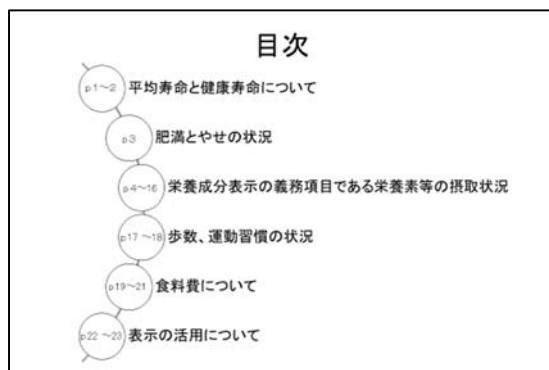 目次
p1～2 平均寿命と健康寿命について
p3 肥満とやせの状況
p4～16 栄養成分表示の義務項目である栄養素等の摂取状況
p17 ～18 歩数、運動習慣の状況
p19～21 食料費について
p22 ～23 表示の活用について